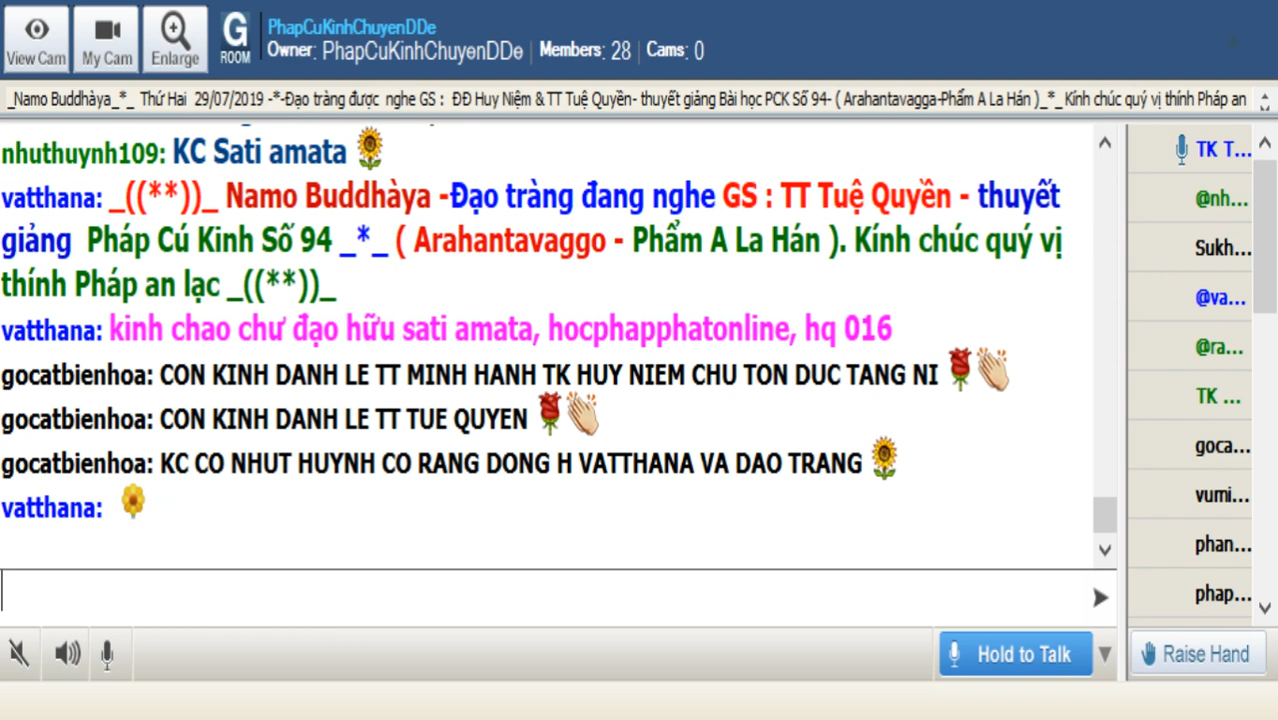 View Cam
My Cam
Enlarge
G
ROOM
PhapCuKinhChuyenDDe
Owner: PhapCuKinhChuyenDDe | Members: 28 | Cams: 0
_Namo Buddhàya_*_ Thứ Hai 29/07/2019 -*-Đạo tràng được nghe GS : ĐĐ Huy Niệm & TT Tuệ Quyền- thuyết giảng Bài học PCK Số 94- ( Arahantavagga-Phẩm A La Hán )_*_ Kính chúc quý vị thính Pháp an
nhuthuynh109: KC Sati amata
vatthana: _((**))_ Namo Buddhàya -Đạo tràng đang nghe GS : TT Tuệ Quyền - thuyết
giảng Pháp Cú Kinh Số 94 _*_ ( Arahantavaggo - Phẩm A La Hán ). Kính chúc quý vị
thính Pháp an lạc _((**))_
vatthana: kinh chao chư đạo hữu sati amata, hocphapphatonline, hq 016
gocatbienhoa: CON KINH DANH LE TT MINH HANH TK HUY NIEM CHU TON DUC TANG NI
gocatbienhoa: CON KINH DANH LE TT TUE QUYEN
gocatbienhoa: KC CO NHUT HUYNH CO RANG DONG H VATTHANA VA DAO TRANG
vatthana:
TK T...
@nh...
Sukh...
@va...
@ra...
TK ...
goca...
vumi...
phan...
phap...
Hold to Talk
Raise Hand